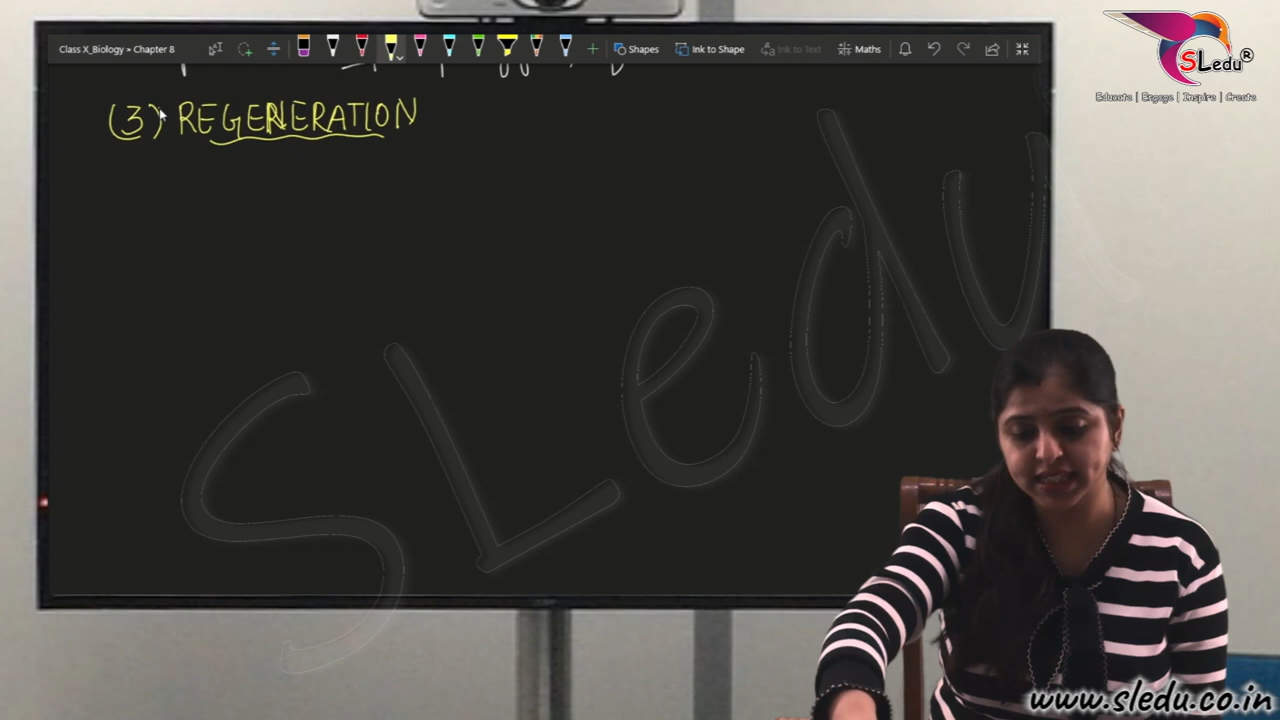 Class X_Biology » Chapter 8
Shapes
Ink to Shape
Ink to Text
Maths
SLedu®
Educate | Engage | Inspire | Create
(3) REGENERATION
SLedu
www.sledu.co.in